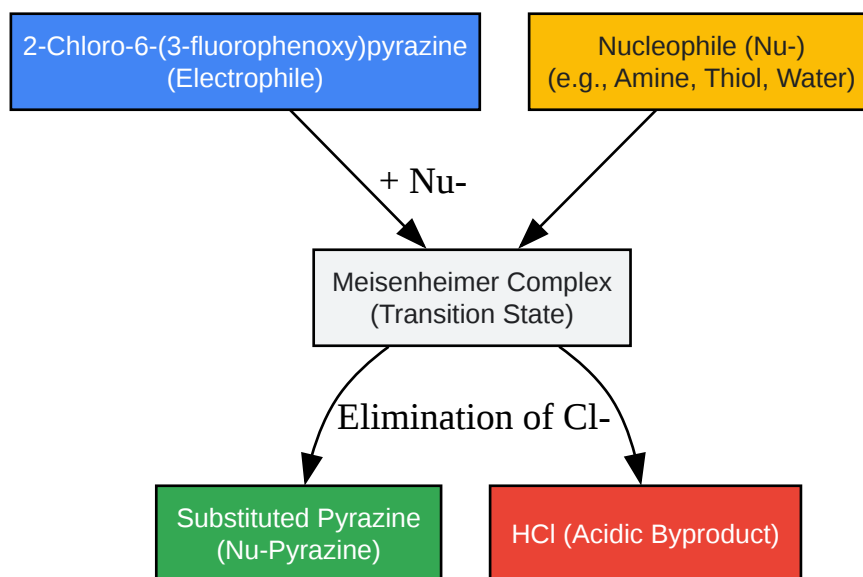 2-Chloro-6-(3-fluorophenoxy)pyrazine
(Electrophile)
Nucleophile (Nu-)
(e.g., Amine, Thiol, Water)
+ Nu-
Meisenheimer Complex
(Transition State)
Elimination of Cl-
Substituted Pyrazine
(Nu-Pyrazine)
HCl (Acidic Byproduct)